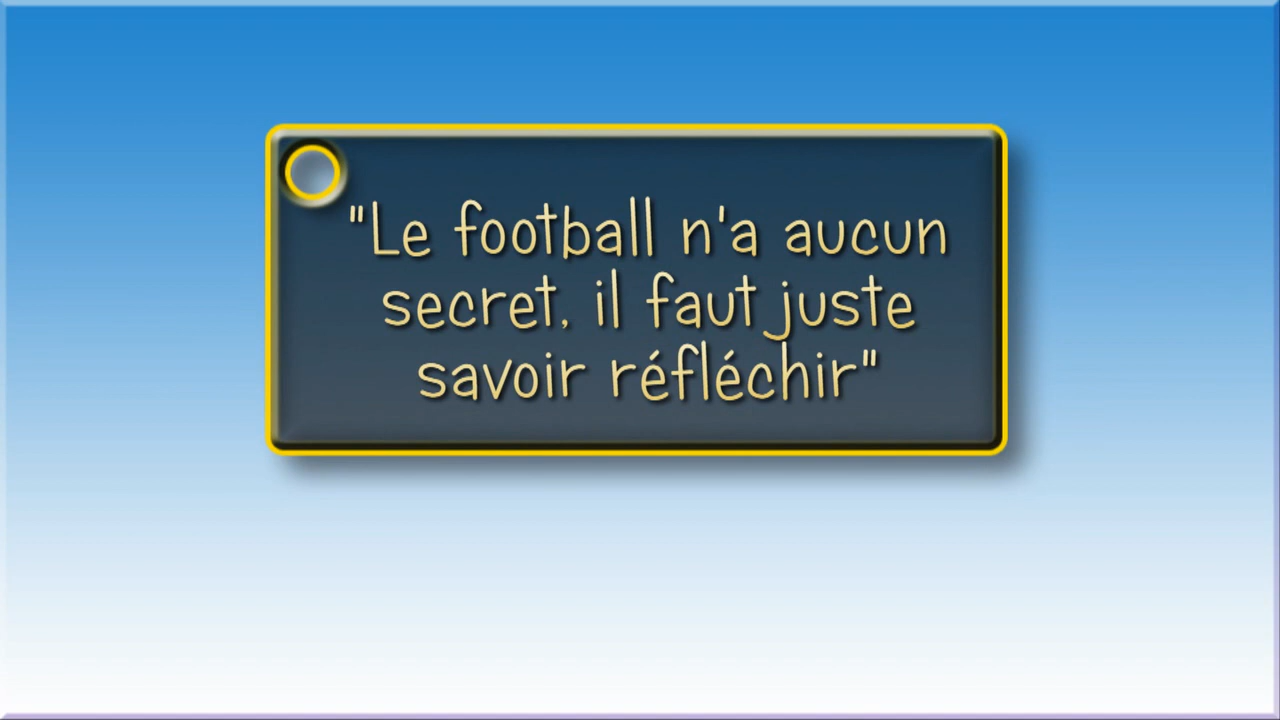 "Le football n'a aucun
secret, il faut juste
savoir réfléchir"